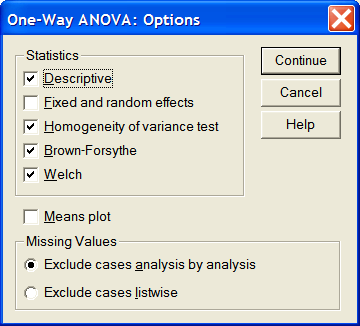 One-Way ANOVA: Options
Statistics
Descriptive
Fixed and random effects
Homogeneity of variance test
Brown-Forsythe
Welch
Continue
Cancel
Help
Means plot
Missing Values
Exclude cases analysis by analysis
Exclude cases listwise